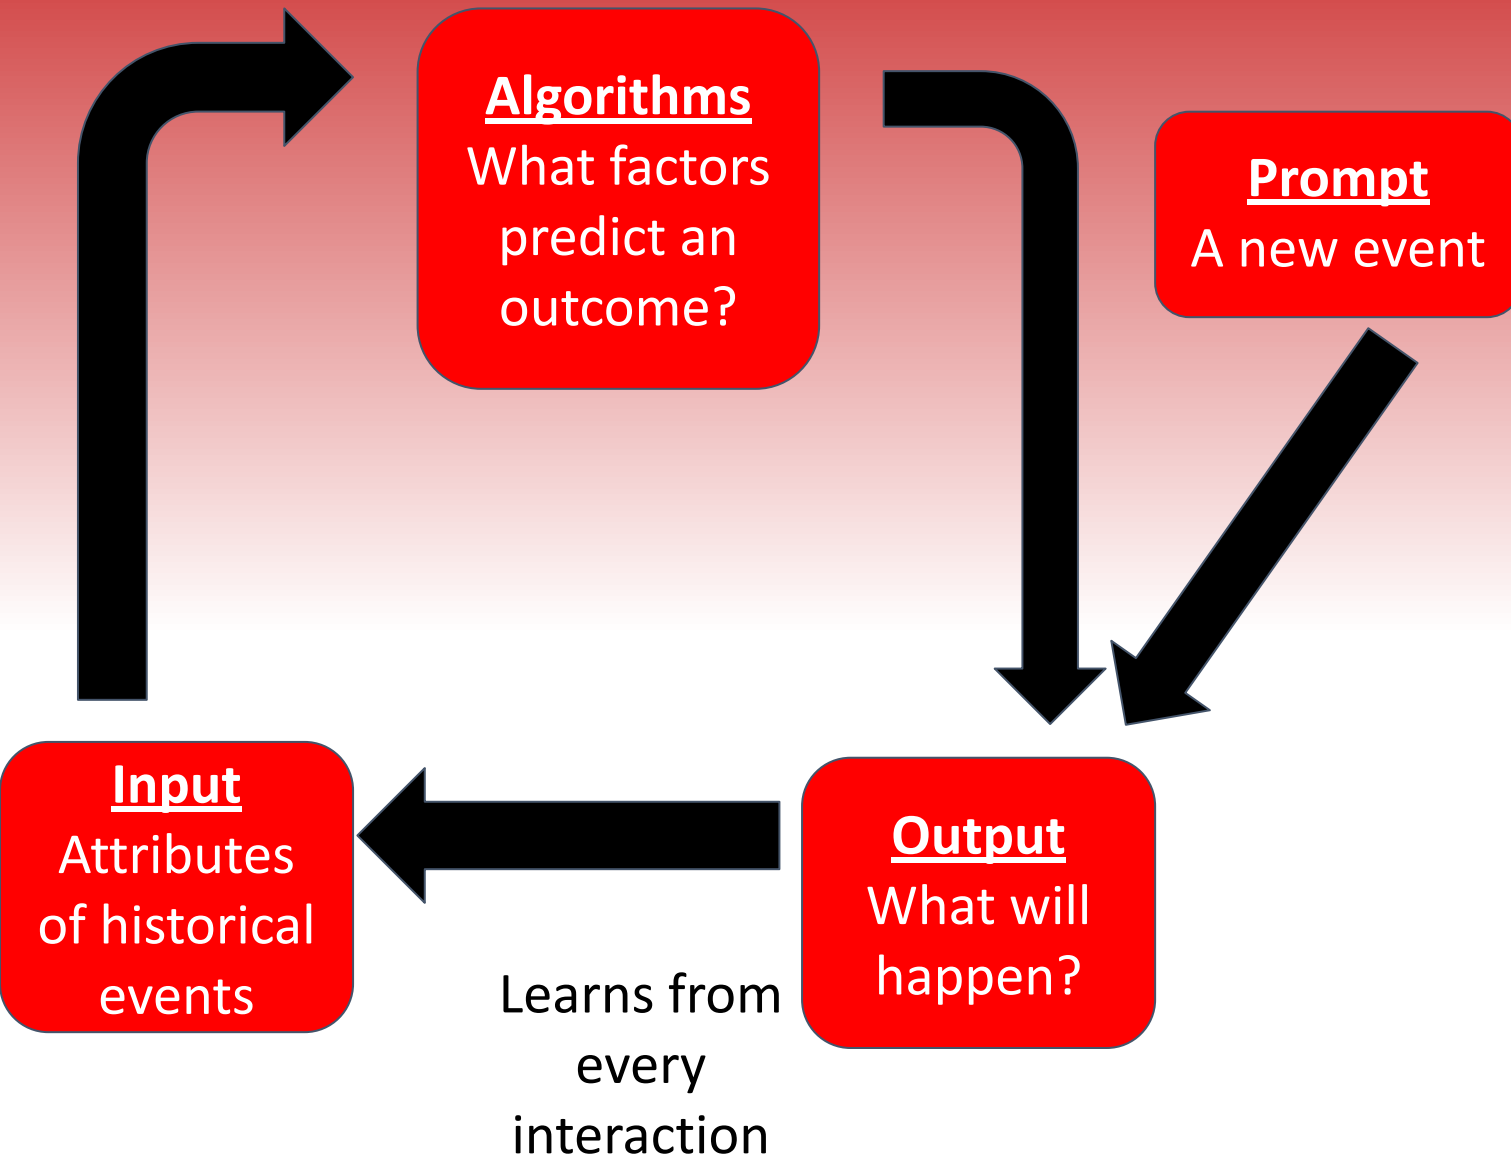 Algorithms
What factors
predict an
outcome?
Prompt
A new event
Input
Attributes
of historical
events
Output
What will
happen?
Learns from
every
interaction